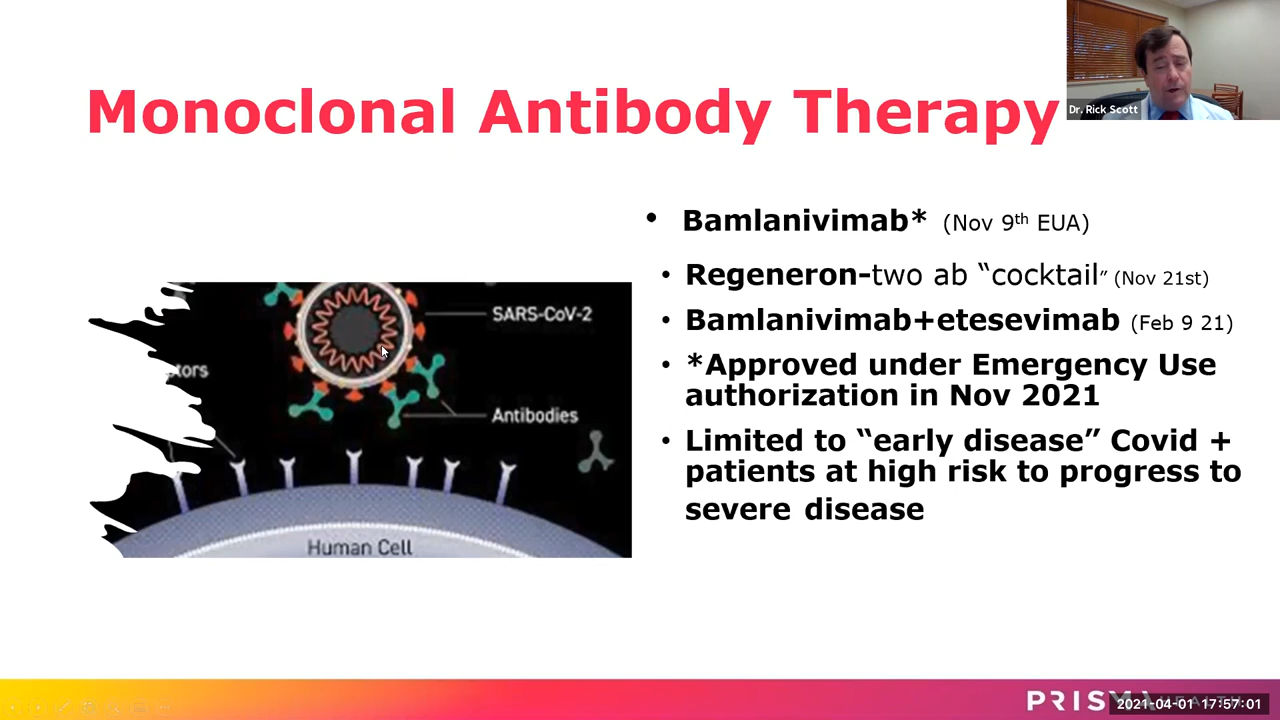 Monoclonal Antibody Therapy
Dr. Rick Scott
• Bamlanivimab* (Nov 9th EUA)
• Regeneron-two ab “cocktail” (Nov 21st)
• Bamlanivimab+etesevimab (Feb 9 21)
• *Approved under Emergency Use
authorization in Nov 2021
• Limited to “early disease” Covid +
patients at high risk to progress to
severe disease
SARS-CoV-2
Antibodies
Human Cell
PRISMA HEALTH
2021-04-01 17:57:01